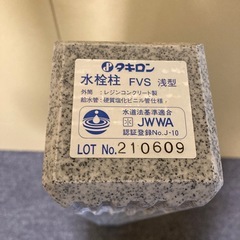 タキロン
水栓柱 FVS 浅型
外筒：レジンコンクリート製
給水管：硬質塩化ビニル管仕様
水道法基準適合
JWWA
認証登録No.J-10
LOT No.210609